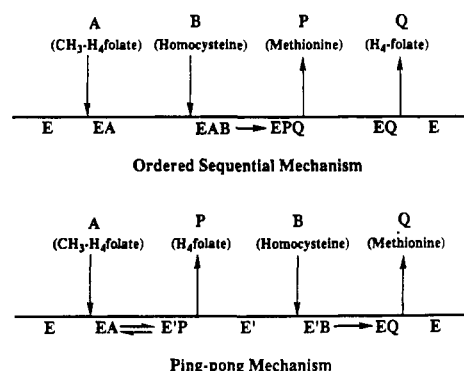 A B P Q
(CH₃-H₄folate) (Homocysteine) (Methionine) (H₄-folate)
E EA EAB EPQ EQ E
Ordered Sequential Mechanism
A P B Q
(CH₃-H₄folate) (H₄folate) (Homocysteine) (Methionine)
E EA E'P E' E'B EQ E
Ping-pong Mechanism